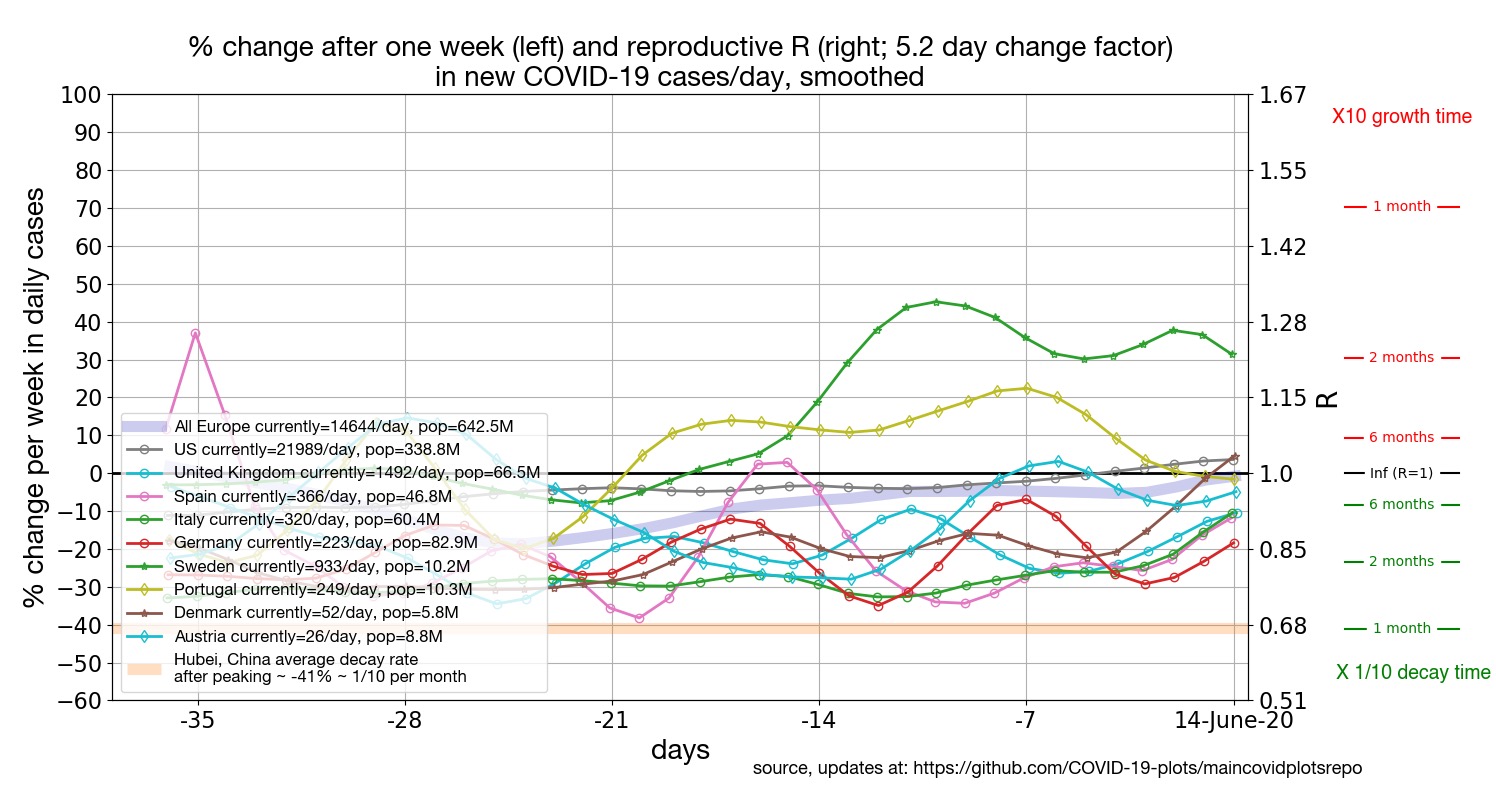 % change after one week (left) and reproductive R (right; 5.2 day change factor)
in new COVID-19 cases/day, smoothed
% change per week in daily cases
100
90
80
70
60
50
40
30
20
10
0
−10
−20
−30
−40
−50
−60
All Europe currently=14644/day, pop=642.5M
US currently=21989/day, pop=338.8M
United Kingdom currently=1492/day, pop=66.5M
Spain currently=366/day, pop=46.8M
Italy currently=320/day, pop=60.4M
Germany currently=223/day, pop=82.9M
Sweden currently=933/day, pop=10.2M
Portugal currently=249/day, pop=10.3M
Denmark currently=52/day, pop=5.8M
Austria currently=26/day, pop=8.8M
Hubei, China average decay rate
after peaking ~ -41% ~ 1/10 per month
-35
-28
-21
-14
-7
14-June-20
days
1.67
1.55
1.42
1.28
1.15
1.0
0.85
0.68
0.51
R
X10 growth time
1 month
2 months
6 months
Inf (R=1)
6 months
2 months
1 month
X 1/10 decay time
source, updates at: https://github.com/COVID-19-plots/maincovidplotsrepo